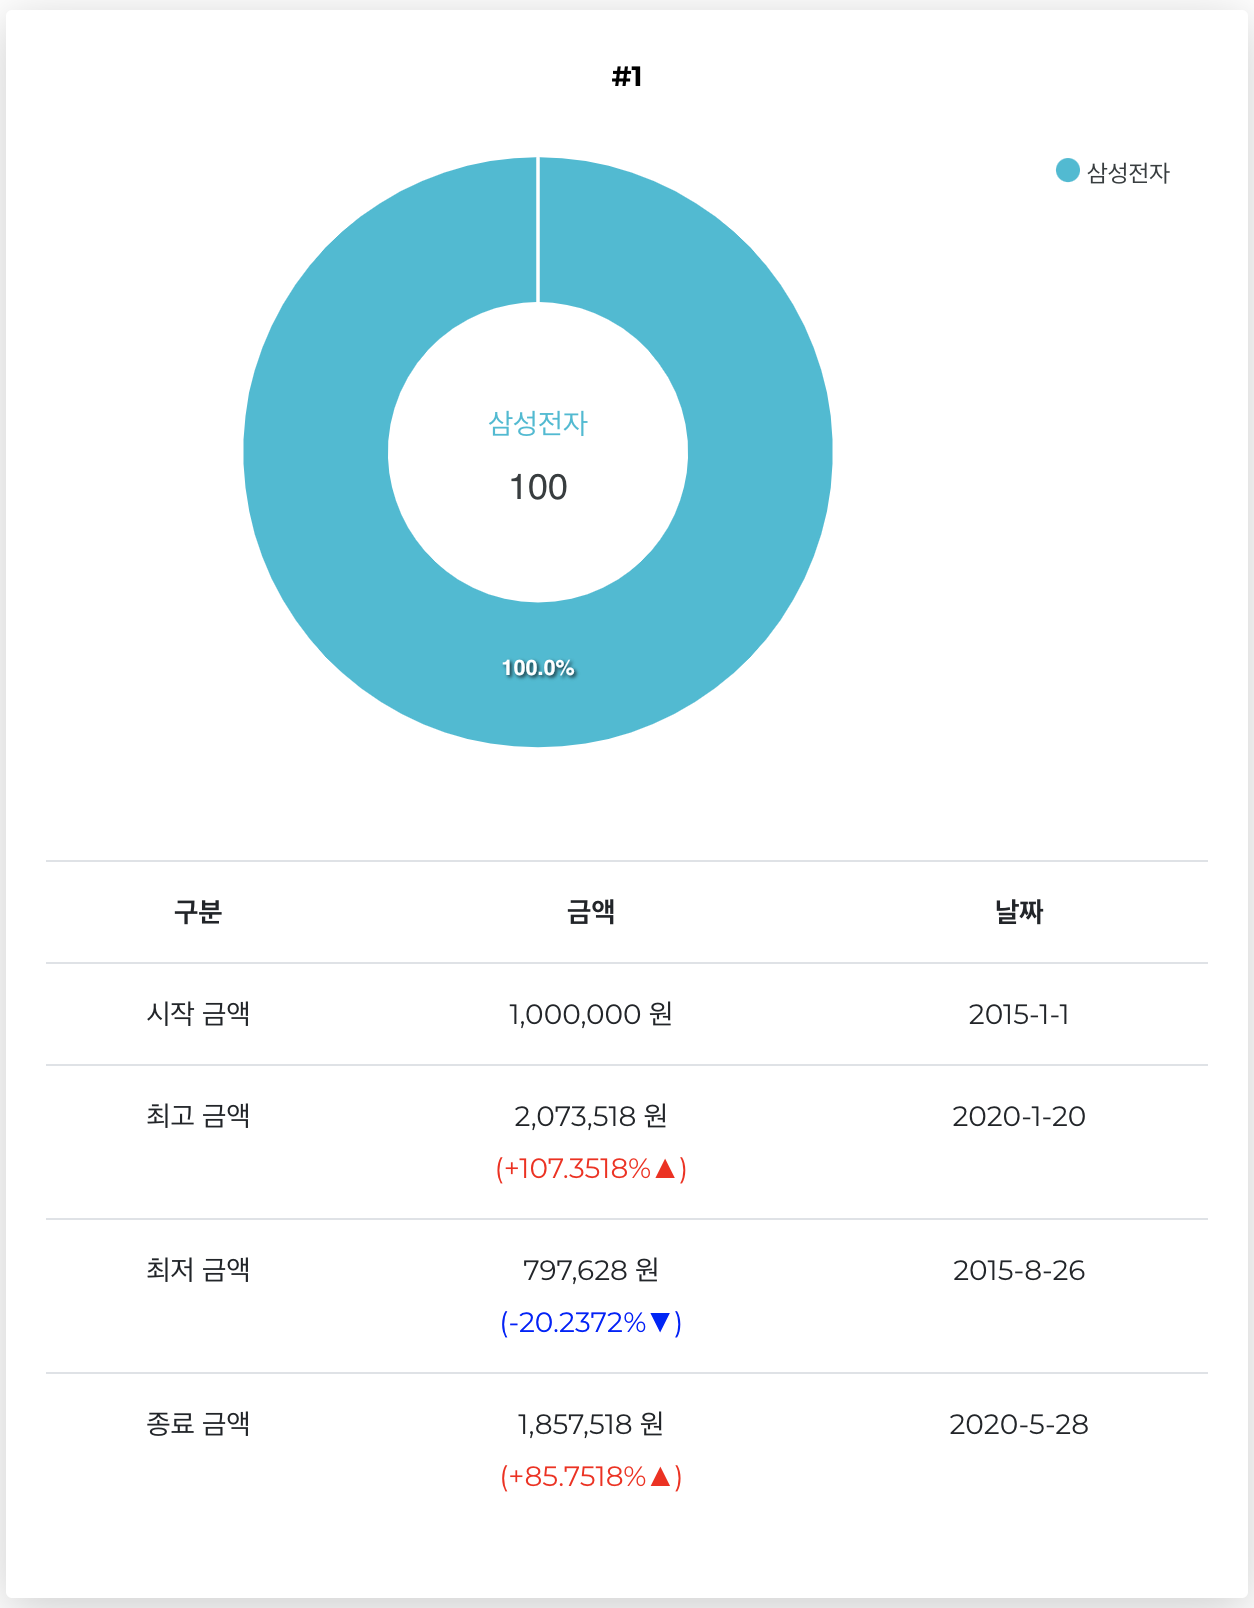 #1
삼성전자
삼성전자
100
100.0%
구분 금액 날짜
시작 금액 1,000,000 원 2015-1-1
최고 금액 2,073,518 원 2020-1-20
(+107.3518%▲)
최저 금액 797,628 원 2015-8-26
(-20.2372%▼)
종료 금액 1,857,518 원 2020-5-28
(+85.7518%▲)